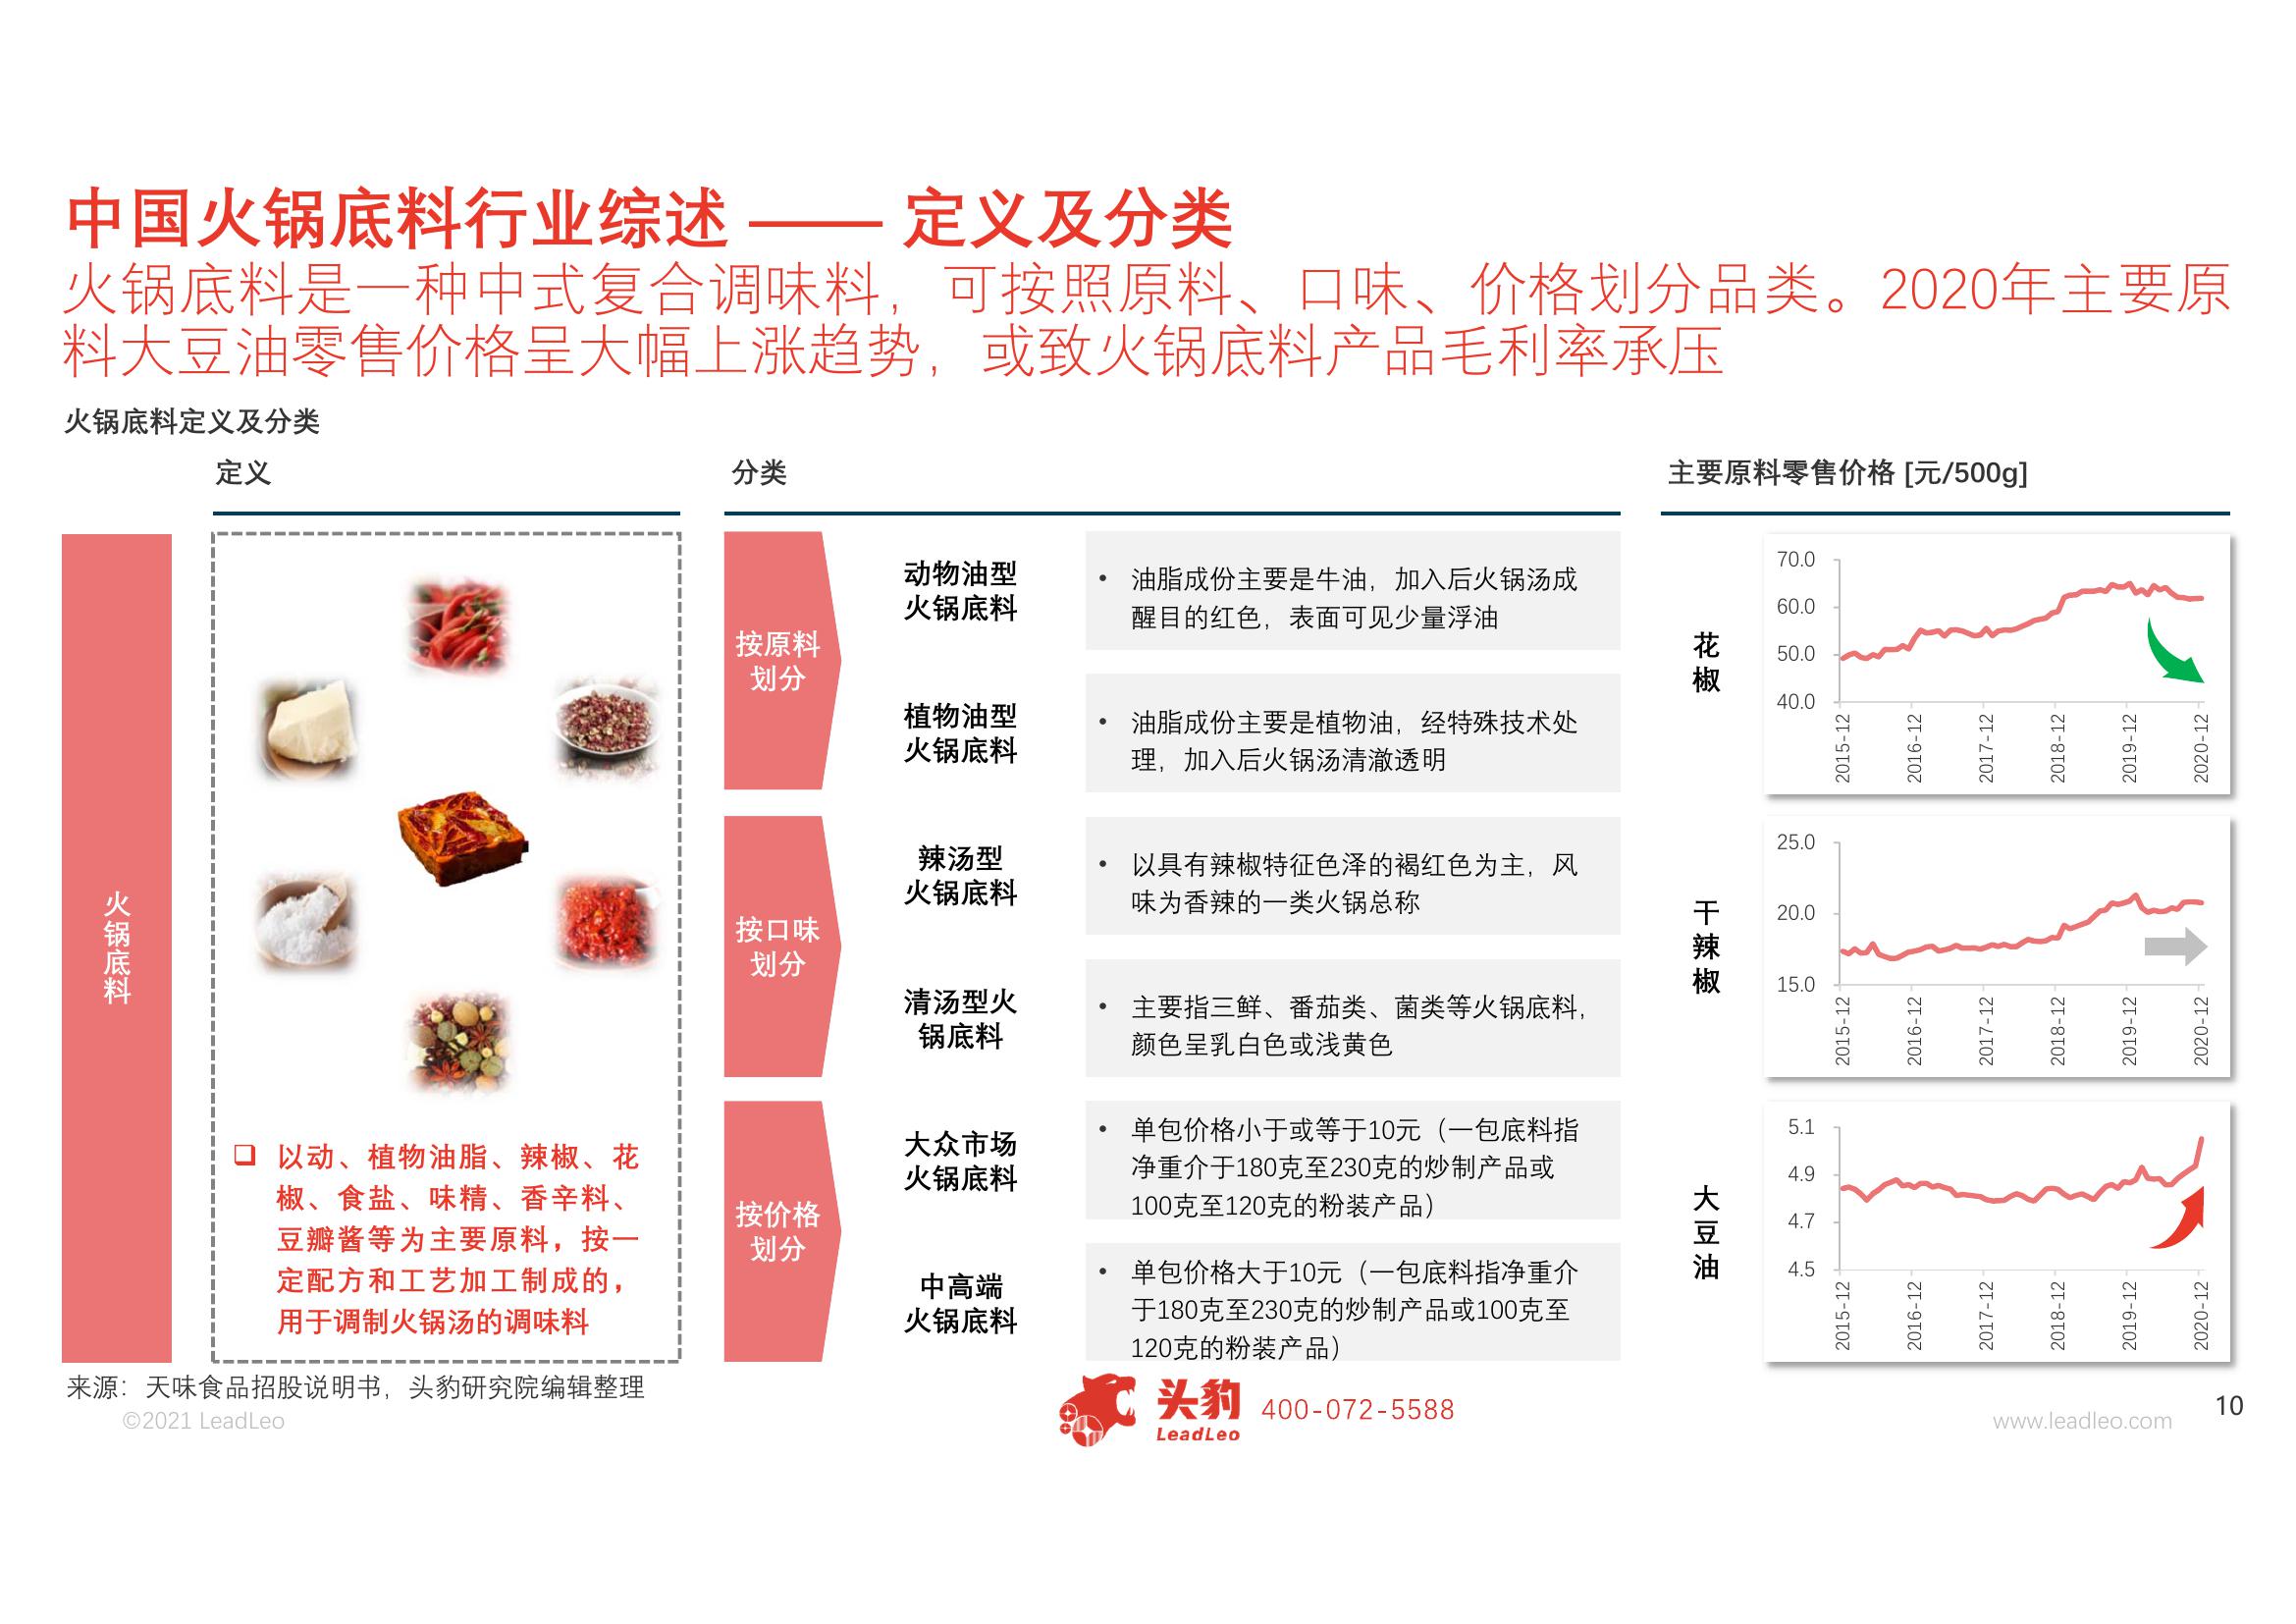 中国火锅底料行业综述 —— 定义及分类
火锅底料是一种中式复合调味料，可按照原料、口味、价格划分品类。2020年主要原
料大豆油零售价格呈大幅上涨趋势，或致火锅底料产品毛利率承压
火锅底料定义及分类
定义
火锅底料
❑ 以动、植物油脂、辣椒、花
椒、食盐、味精、香辛料、
豆瓣酱等为主要原料，按一
定配方和工艺加工制成的，
用于调制火锅汤的调味料
分类
按原料
划分
动物油型
火锅底料
• 油脂成份主要是牛油，加入后火锅汤成
醒目的红色，表面可见少量浮油
植物油型
火锅底料
• 油脂成份主要是植物油，经特殊技术处
理，加入后火锅汤清澈透明
按口味
划分
辣汤型
火锅底料
• 以具有辣椒特征色泽的褐红色为主，风
味为香辣的一类火锅总称
清汤型火
锅底料
• 主要指三鲜、番茄类、菌类等火锅底料，
颜色呈乳白色或浅黄色
按价格
划分
大众市场
火锅底料
• 单包价格小于或等于10元（一包底料指
净重介于180克至230克的炒制产品或
100克至120克的粉装产品）
中高端
火锅底料
• 单包价格大于10元（一包底料指净重介
于180克至230克的炒制产品或100克至
120克的粉装产品）
主要原料零售价格 [元/500g]
花椒
70.0
60.0
50.0
40.0
2015-12
2016-12
2017-12
2018-12
2019-12
2020-12
干辣椒
25.0
20.0
15.0
2015-12
2016-12
2017-12
2018-12
2019-12
2020-12
大豆油
5.1
4.9
4.7
4.5
2015-12
2016-12
2017-12
2018-12
2019-12
2020-12
来源：天味食品招股说明书，头豹研究院编辑整理
©2021 LeadLeo
头豹
LeadLeo
400-072-5588
www.leadleo.com
10